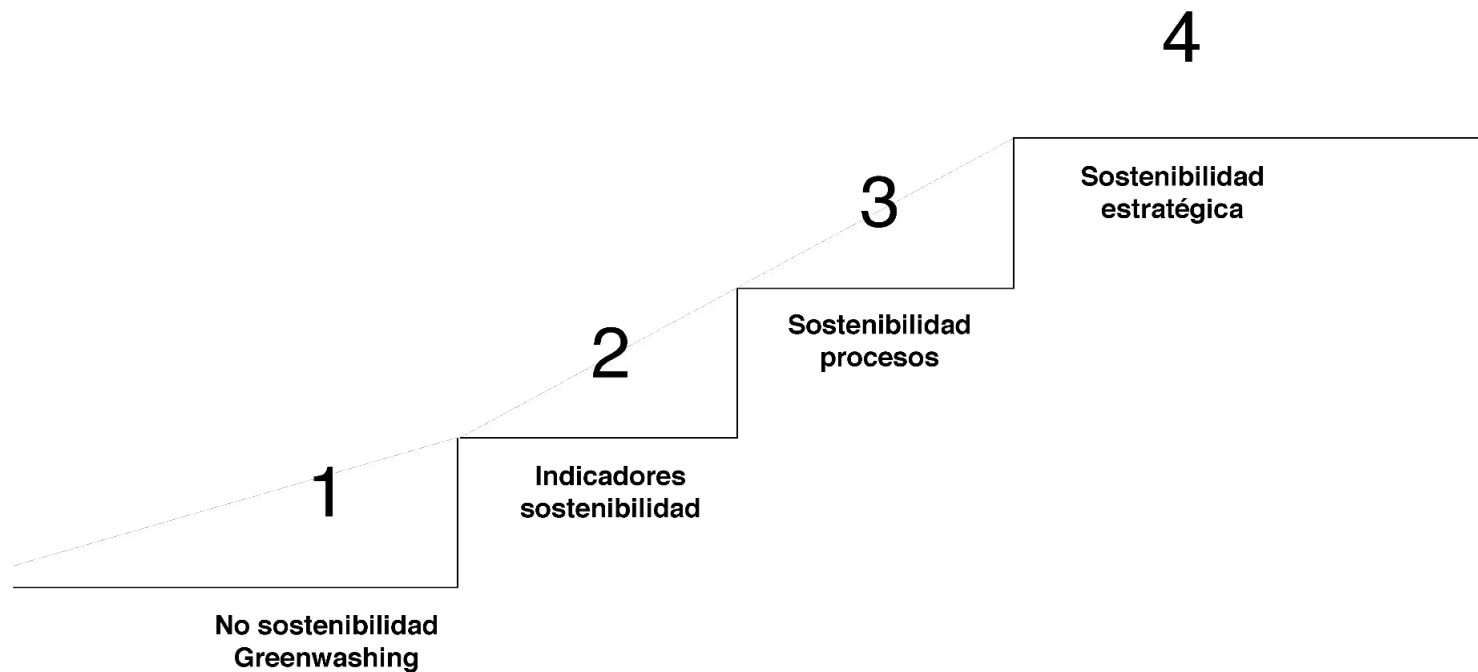 4
Sostenibilidad
estratégica
3
Sostenibilidad
procesos
2
Indicadores
sostenibilidad
1
No sostenibilidad
Greenwashing